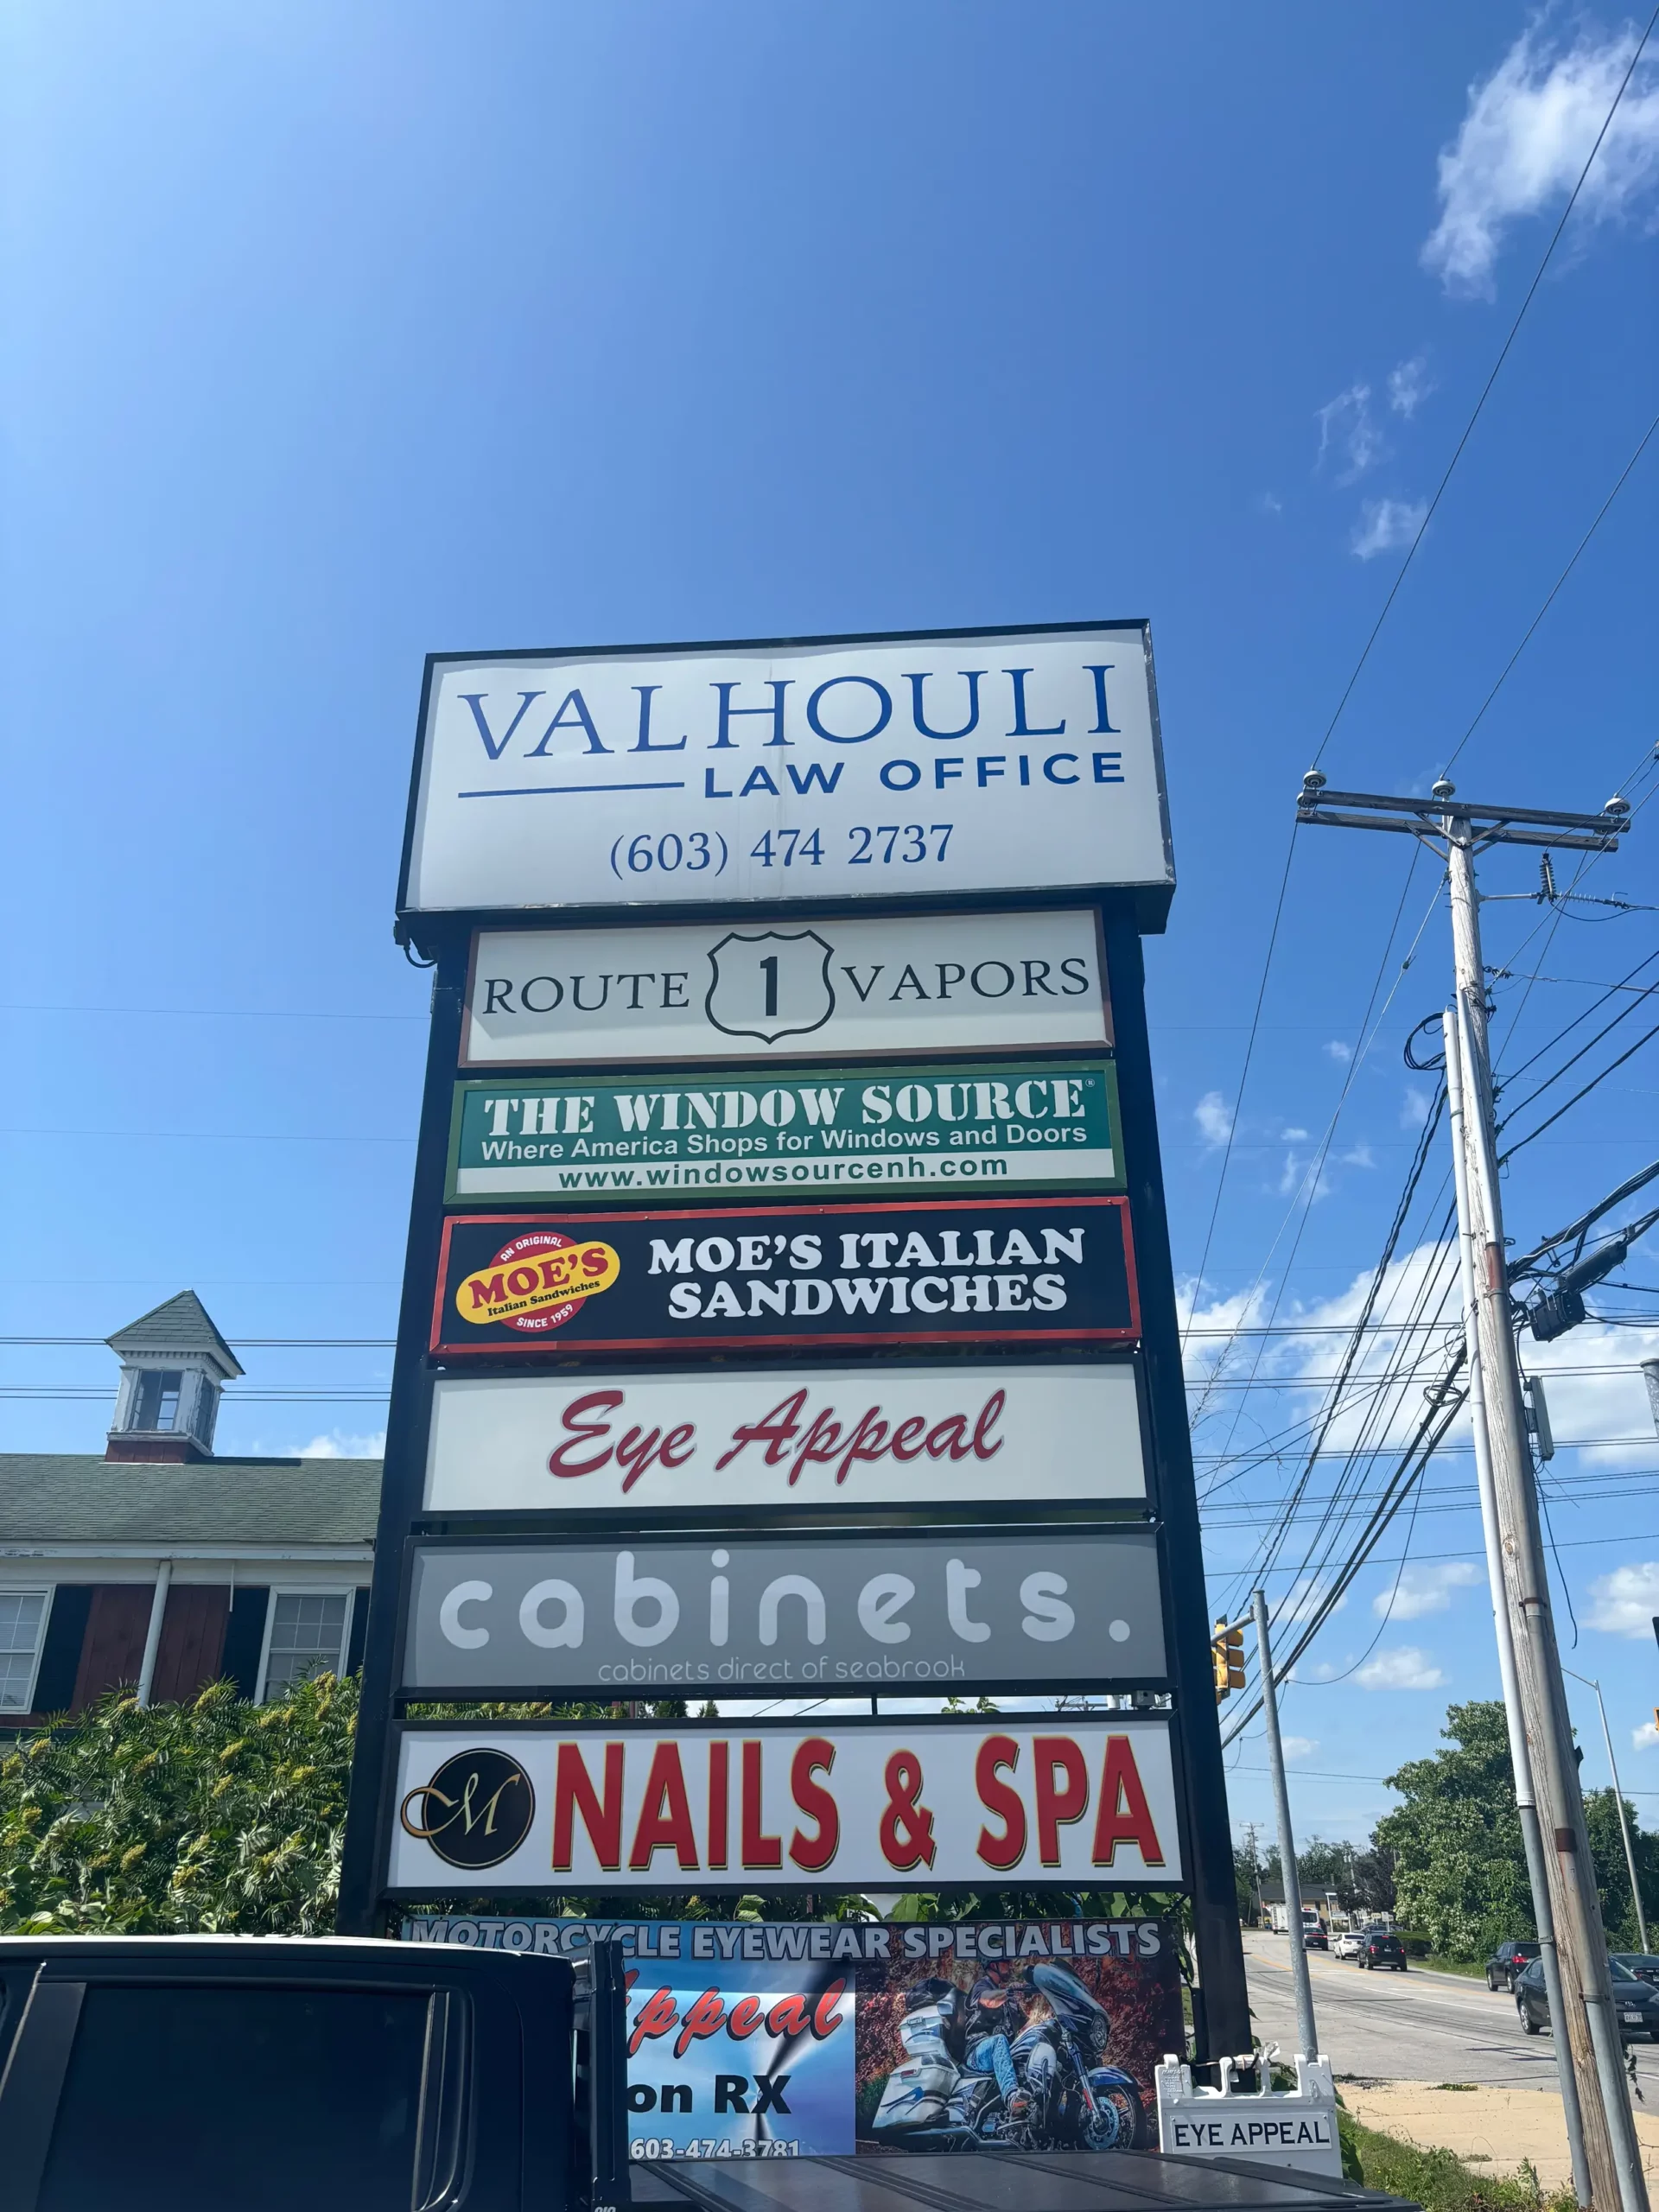 VALHOULI
LAW OFFICE
(603) 474 2737
ROUTE 1 VAPORS
THE WINDOW SOURCE®
Where America Shops for Windows and Doors
www.windowsourcenh.com
AN ORIGINAL
MOE'S
Italian Sandwiches
SINCE 1959
MOE'S ITALIAN
SANDWICHES
Eye Appeal
cabinets.
cabinets direct of seabrook
M NAILS & SPA
MOTORCYCLE EYEWEAR SPECIALISTS
Appeal
on RX
603-474-3781
EYE APPEAL